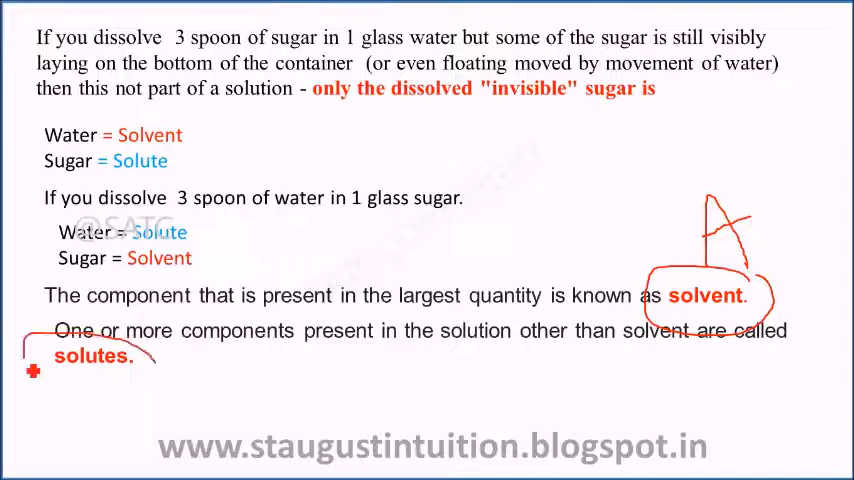 If you dissolve 3 spoon of sugar in 1 glass water but some of the sugar is still visibly
laying on the bottom of the container (or even floating moved by movement of water)
then this not part of a solution - only the dissolved "invisible" sugar is
Water = Solvent
Sugar = Solute
If you dissolve 3 spoon of water in 1 glass sugar.
@SATG
Water = Solute
Sugar = Solvent
A
The component that is present in the largest quantity is known as solvent.
One or more components present in the solution other than solvent are called
solutes.
www.staugustintuition.blogspot.in